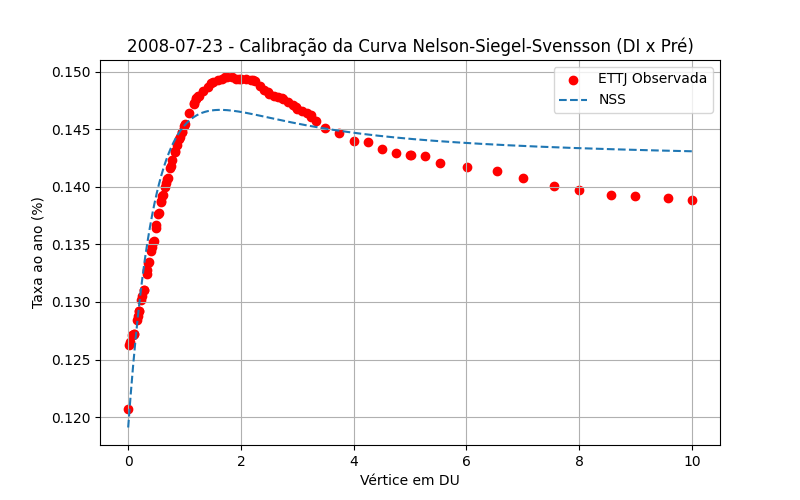 2008-07-23 - Calibração da Curva Nelson-Siegel-Svensson (DI x Pré)
ETTJ Observada
NSS
Taxa ao ano (%)
0.150
0.145
0.140
0.135
0.130
0.125
0.120
0 2 4 6 8 10
Vértice em DU